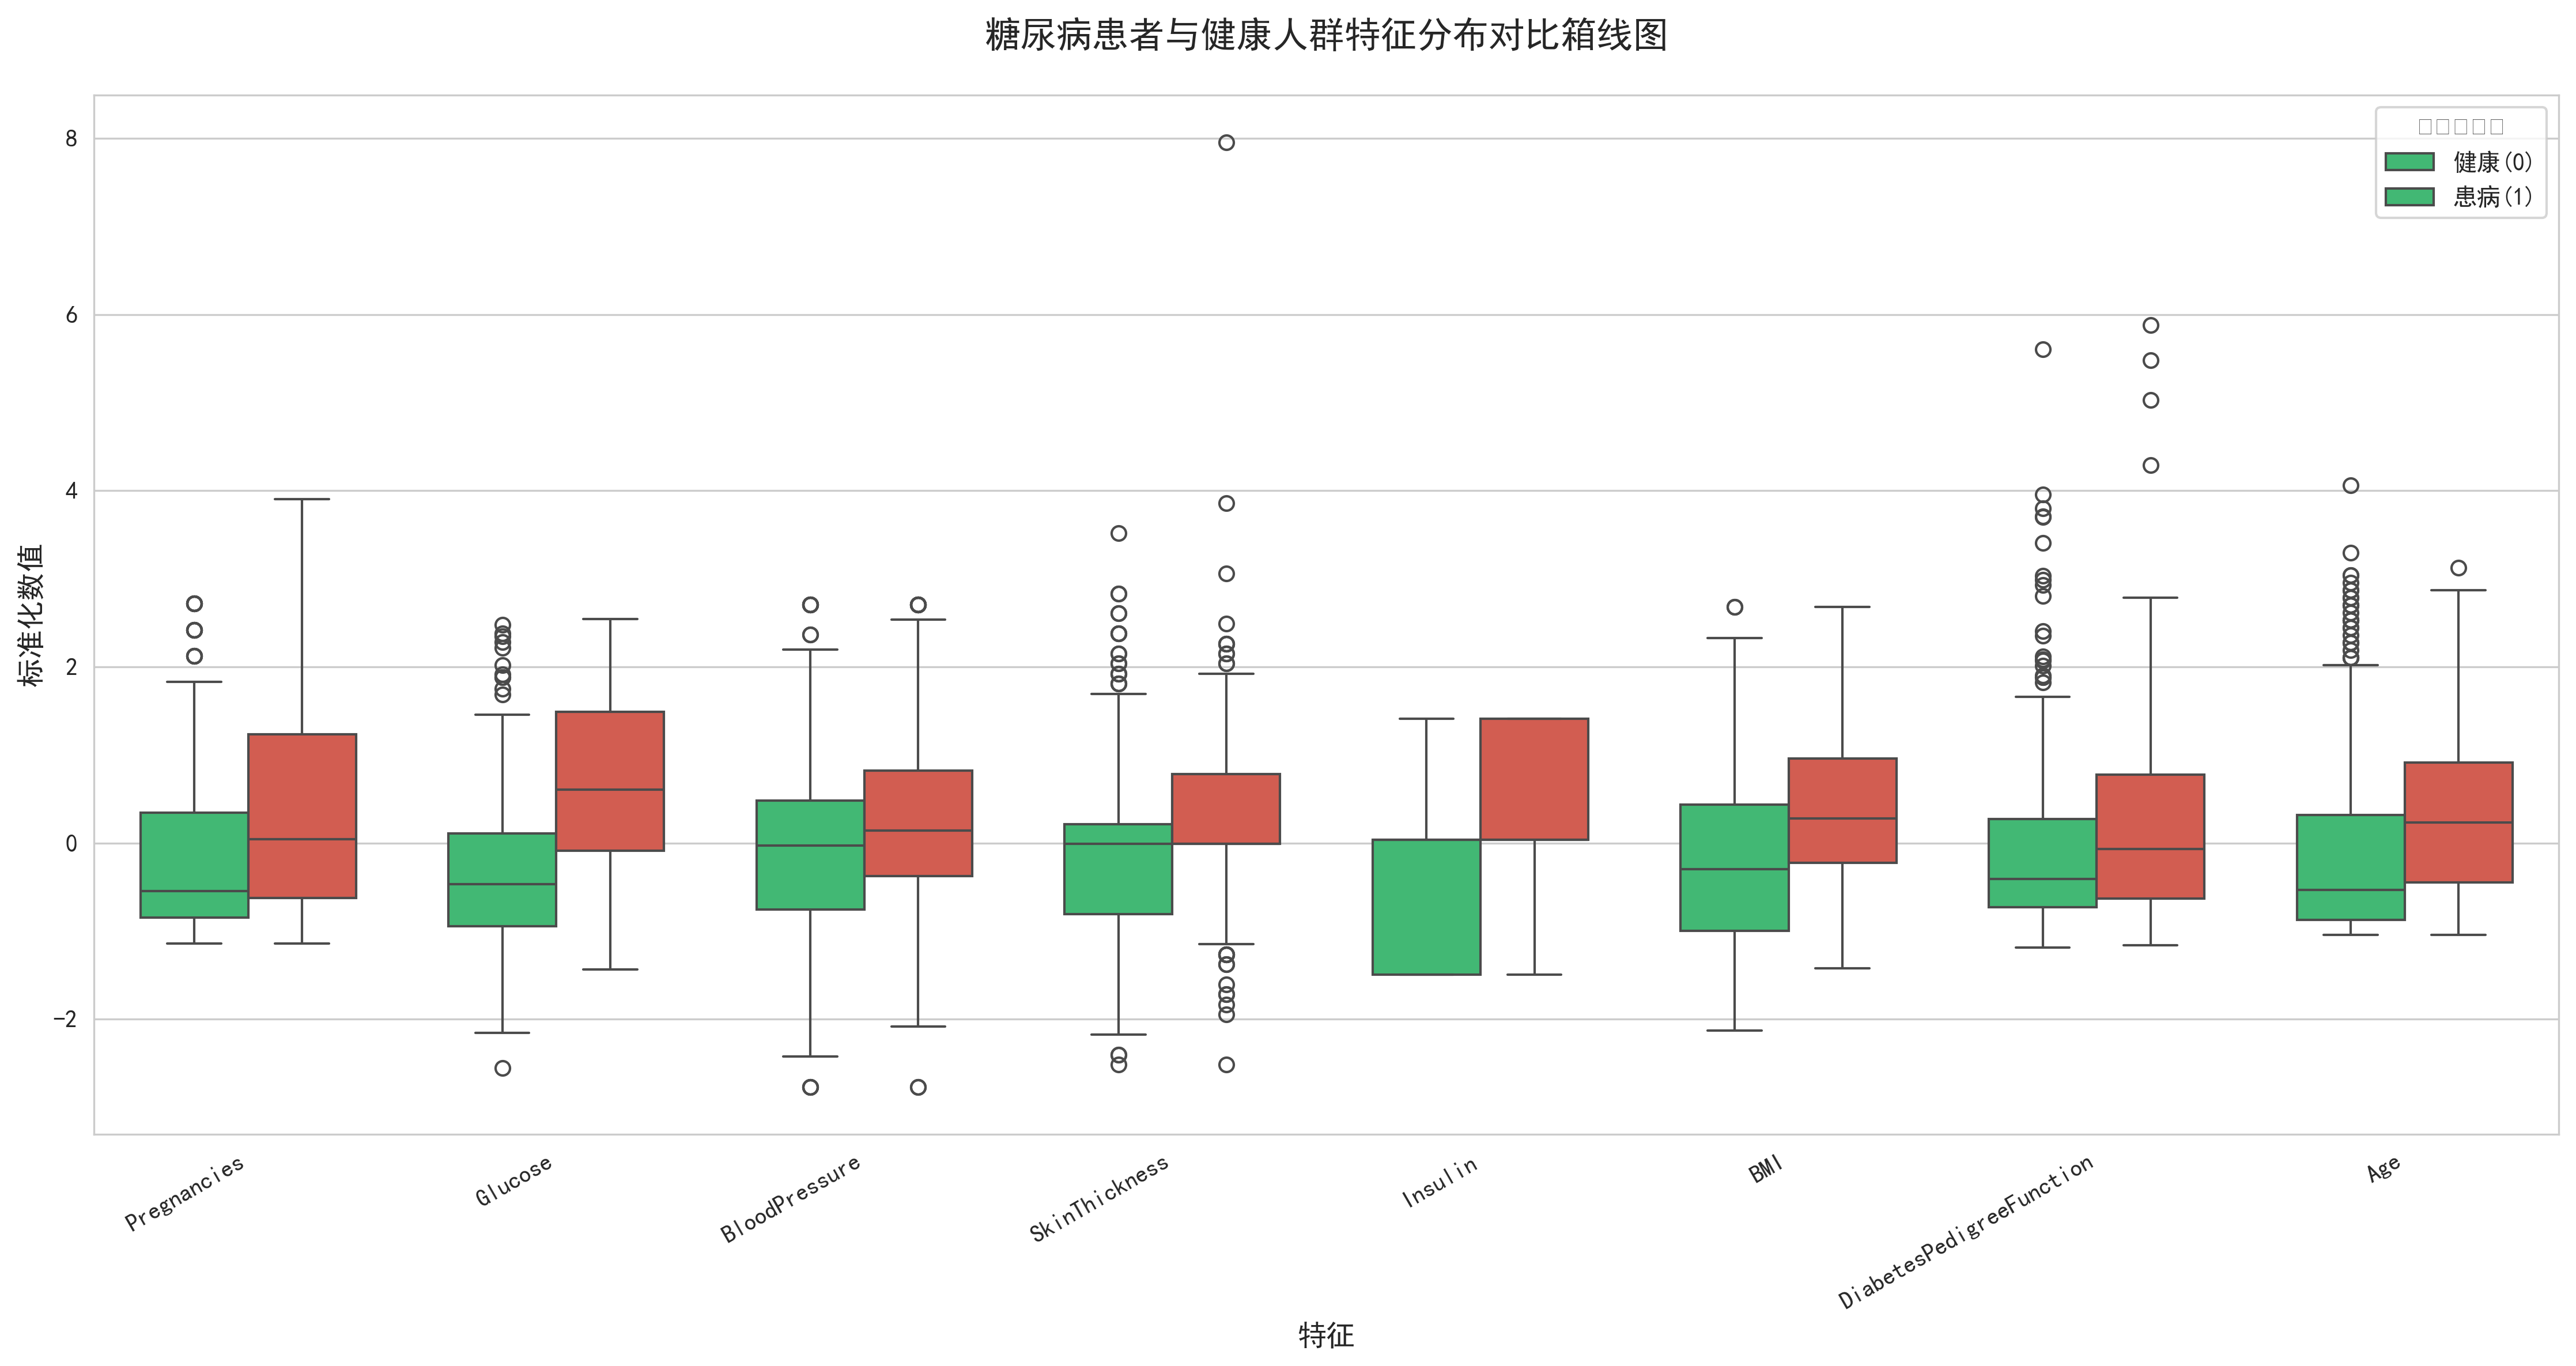 糖尿病患者与健康人群特征分布对比箱线图
健康(0)
患病(1)
8
6
4
2
0
-2
标准化数值
Pregnancies
Glucose
BloodPressure
SkinThickness
Insulin
BMI
DiabetesPedigreeFunction
Age
特征